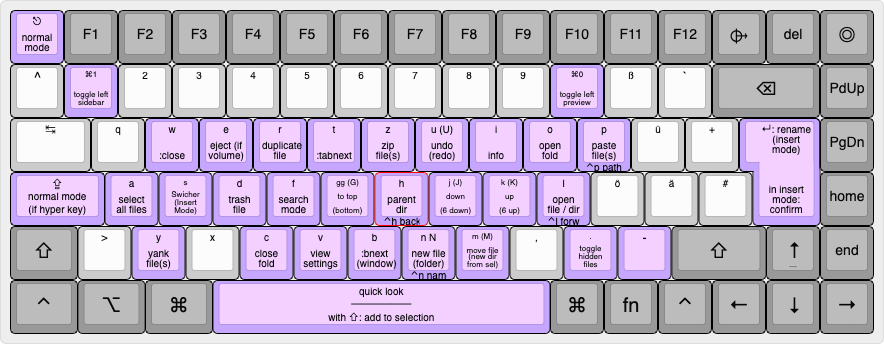 normal
mode
F1
F2
F3
F4
F5
F6
F7
F8
F9
F10
F11
F12
del
^
⌘1
toggle left
sidebar
2
3
4
5
6
7
8
9
⌘0
toggle left
preview
ß
`
⌫
PdUp
↹
q
w
:close
e
eject (if
volume)
r
duplicate
file
t
:tabnext
z
zip
file(s)
u (U)
undo
(redo)
i
info
o
open
fold
p
paste
file(s)
^p path
ü
+
↵: rename
(insert
mode)
in insert
mode:
confirm
PgDn
⇪
normal mode
(if hyper key)
a
select
all files
s
Swicher
(Insert
Mode)
d
trash
file
f
search
mode
gg (G)
to top
(bottom)
h
parent
dir
^h back
j (J)
down
(6 down)
k (K)
up
(6 up)
l
open
file / dir
^l forw
ö
ä
#
home
⇧
>
y
yank
file(s)
x
c
close
fold
v
view
settings
b
:bnext
(window)
n N
new file
(folder)
^n nam
m (M)
move file
(new dir
from sel)
,
.
toggle
hidden
files
-
⇧
↑
end
^
⌥
⌘
quick look
with ⇧: add to selection
⌘
fn
^
←
↓
→